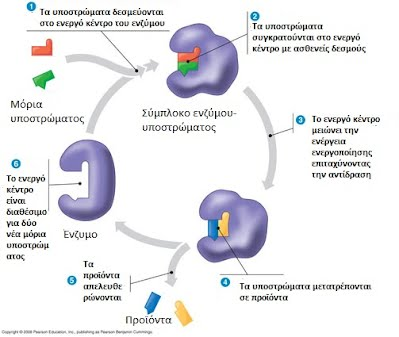 1 Τα υποστρώματα δεσμεύονται
στο ενεργό κέντρο του ενζύμου
2 Τα υποστρώματα
συγκρατούνται στο ενεργό
κέντρο με ασθενείς δεσμούς
Μόρια
υποστρώματος
Σύμπλοκο ενζύμου-
υποστρώματος
3 Το ενεργό κέντρο
μειώνει την
ενέργεια
ενεργοποίησης
επιταχύνοντας
την αντίδραση
6
Το ενεργό
κέντρο
είναι
διαθέσιμο
για δύο
νέα μόρια
υποστρώμ
ατος
Ένζυμο
5 Τα
προϊόντα
απελευθε
ρώνονται
4 Τα υποστρώματα μετατρέπονται
σε προϊόντα
Προϊόντα
Copyright © 2008 Pearson Education, Inc., publishing as Pearson Benjamin Cummings.